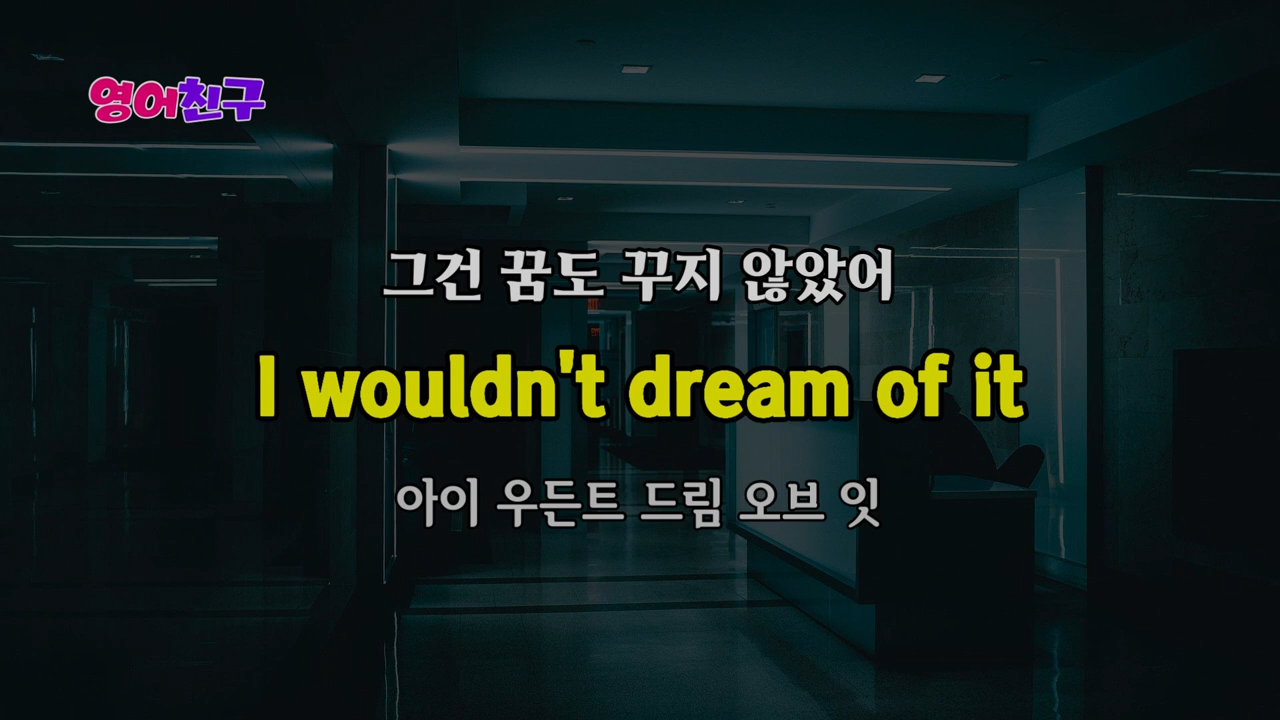 영어친구
그건 꿈도 꾸지 않았어
I wouldn't dream of it
아이 우든트 드림 오브 잇